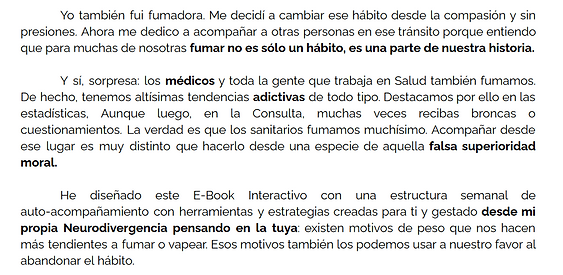 Yo también fui fumadora. Me decidí a cambiar ese hábito desde la compasión y sin
presiones. Ahora me dedico a acompañar a otras personas en ese tránsito porque entiendo
que para muchas de nosotras fumar no es sólo un hábito, es una parte de nuestra historia.
Y sí, sorpresa: los médicos y toda la gente que trabaja en Salud también fumamos.
De hecho, tenemos altísimas tendencias adictivas de todo tipo. Destacamos por ello en las
estadísticas, Aunque luego, en la Consulta, muchas veces recibas broncas o
cuestionamientos. La verdad es que los sanitarios fumamos muchísimo. Acompañar desde
ese lugar es muy distinto que hacerlo desde una especie de aquella falsa superioridad
moral.
He diseñado este E-Book Interactivo con una estructura semanal de
auto-acompañamiento con herramientas y estrategias creadas para ti y gestado desde mi
propia Neurodivergencia pensando en la tuya: existen motivos de peso que nos hacen
más tendientes a fumar o vapear. Esos motivos también los podemos usar a nuestro favor al
abandonar el hábito.